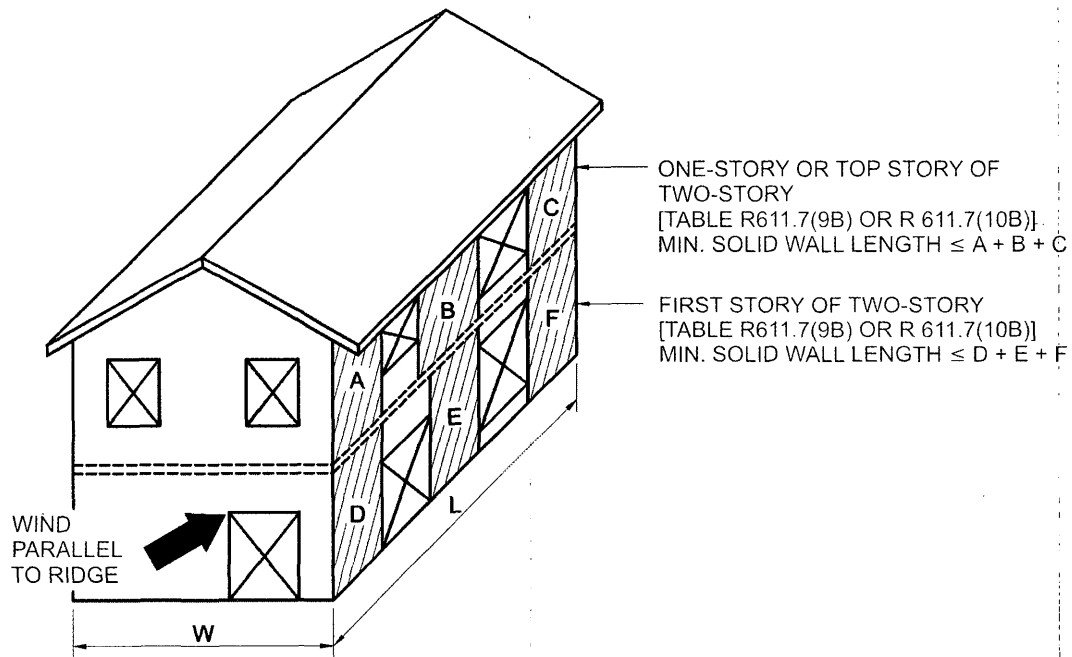 ONE-STORY OR TOP STORY OF
TWO-STORY
[TABLE R611.7(9B) OR R 611.7(10B)]
MIN. SOLID WALL LENGTH ≤ A + B + C
FIRST STORY OF TWO-STORY
[TABLE R611.7(9B) OR R 611.7(10B)]
MIN. SOLID WALL LENGTH ≤ D + E + F
C
B
F
A
E
D
L
WIND
PARALLEL
TO RIDGE
W